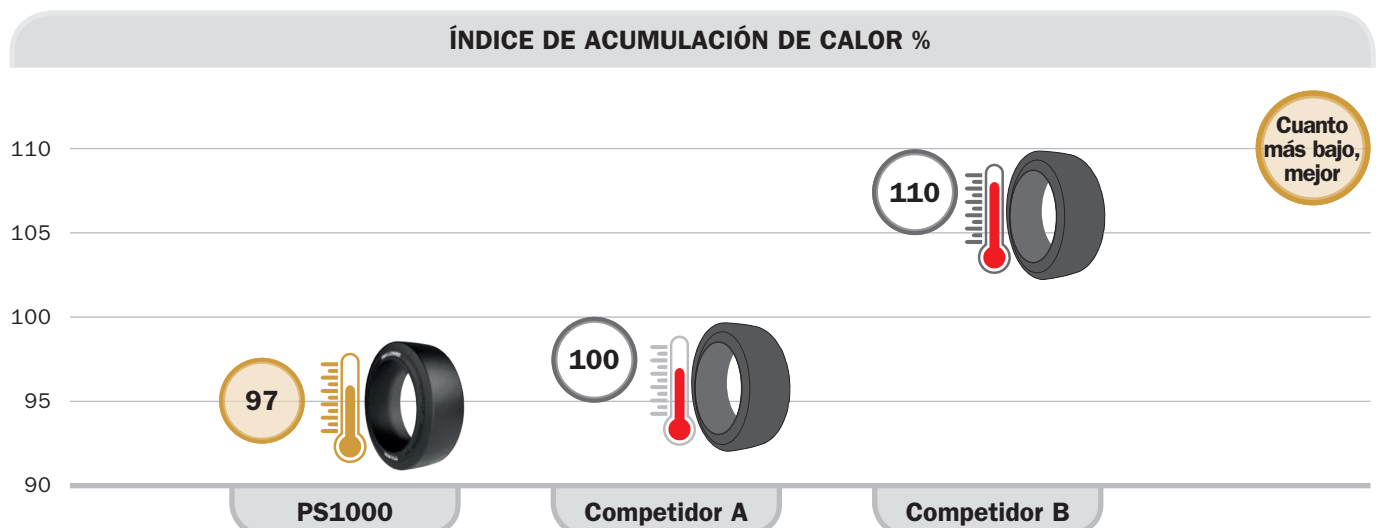 ÍNDICE DE ACUMULACIÓN DE CALOR %
Cuanto
más bajo,
mejor
110
105
100
95
90
110
100
97
PS1000
Competidor A
Competidor B